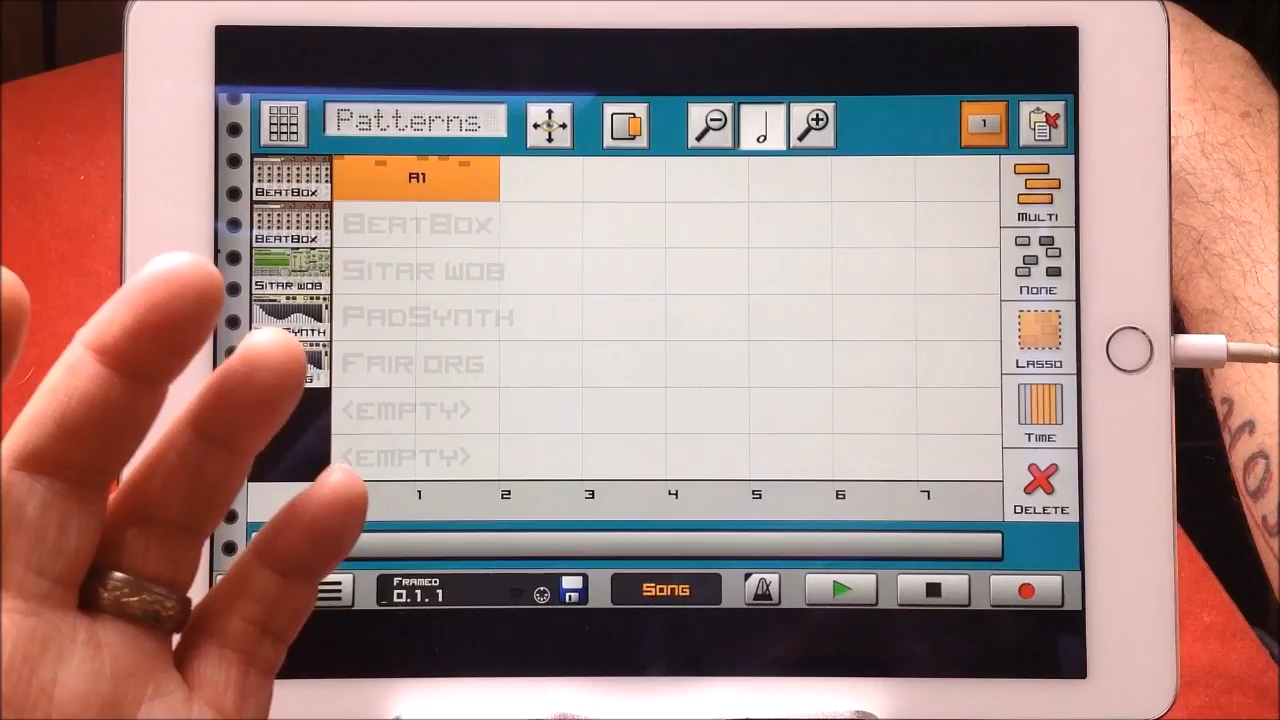 Patterns
1
BEATBOX
A1
MULTI
BEATBOX
BEATBOX
SITAR WOB
SITAR WOB
NONE
PADSYNTH
FAIR ORG
LASSO
<EMPTY>
TIME
<EMPTY>
1 2 3 4 5 6 7
DELETE
FRAMED
0.1.1
SONG